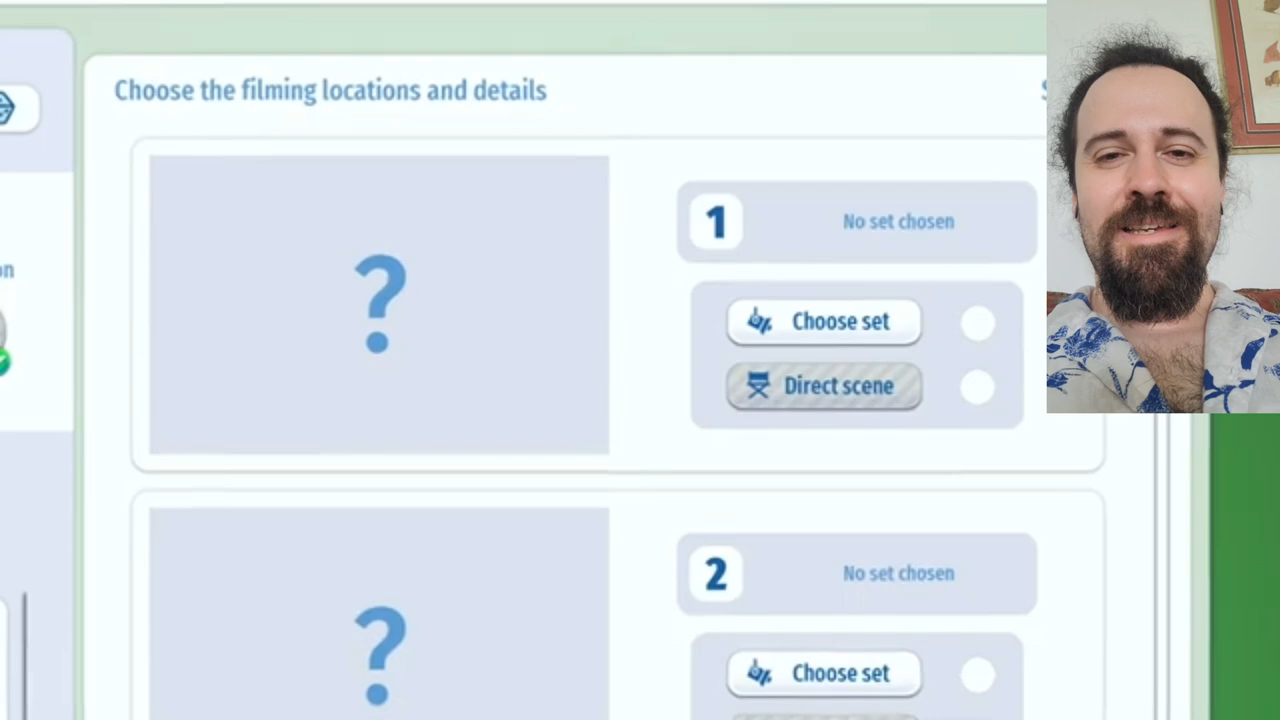 Choose the filming locations and details
1
No set chosen
Choose set
Direct scene
?
2
No set chosen
Choose set
?